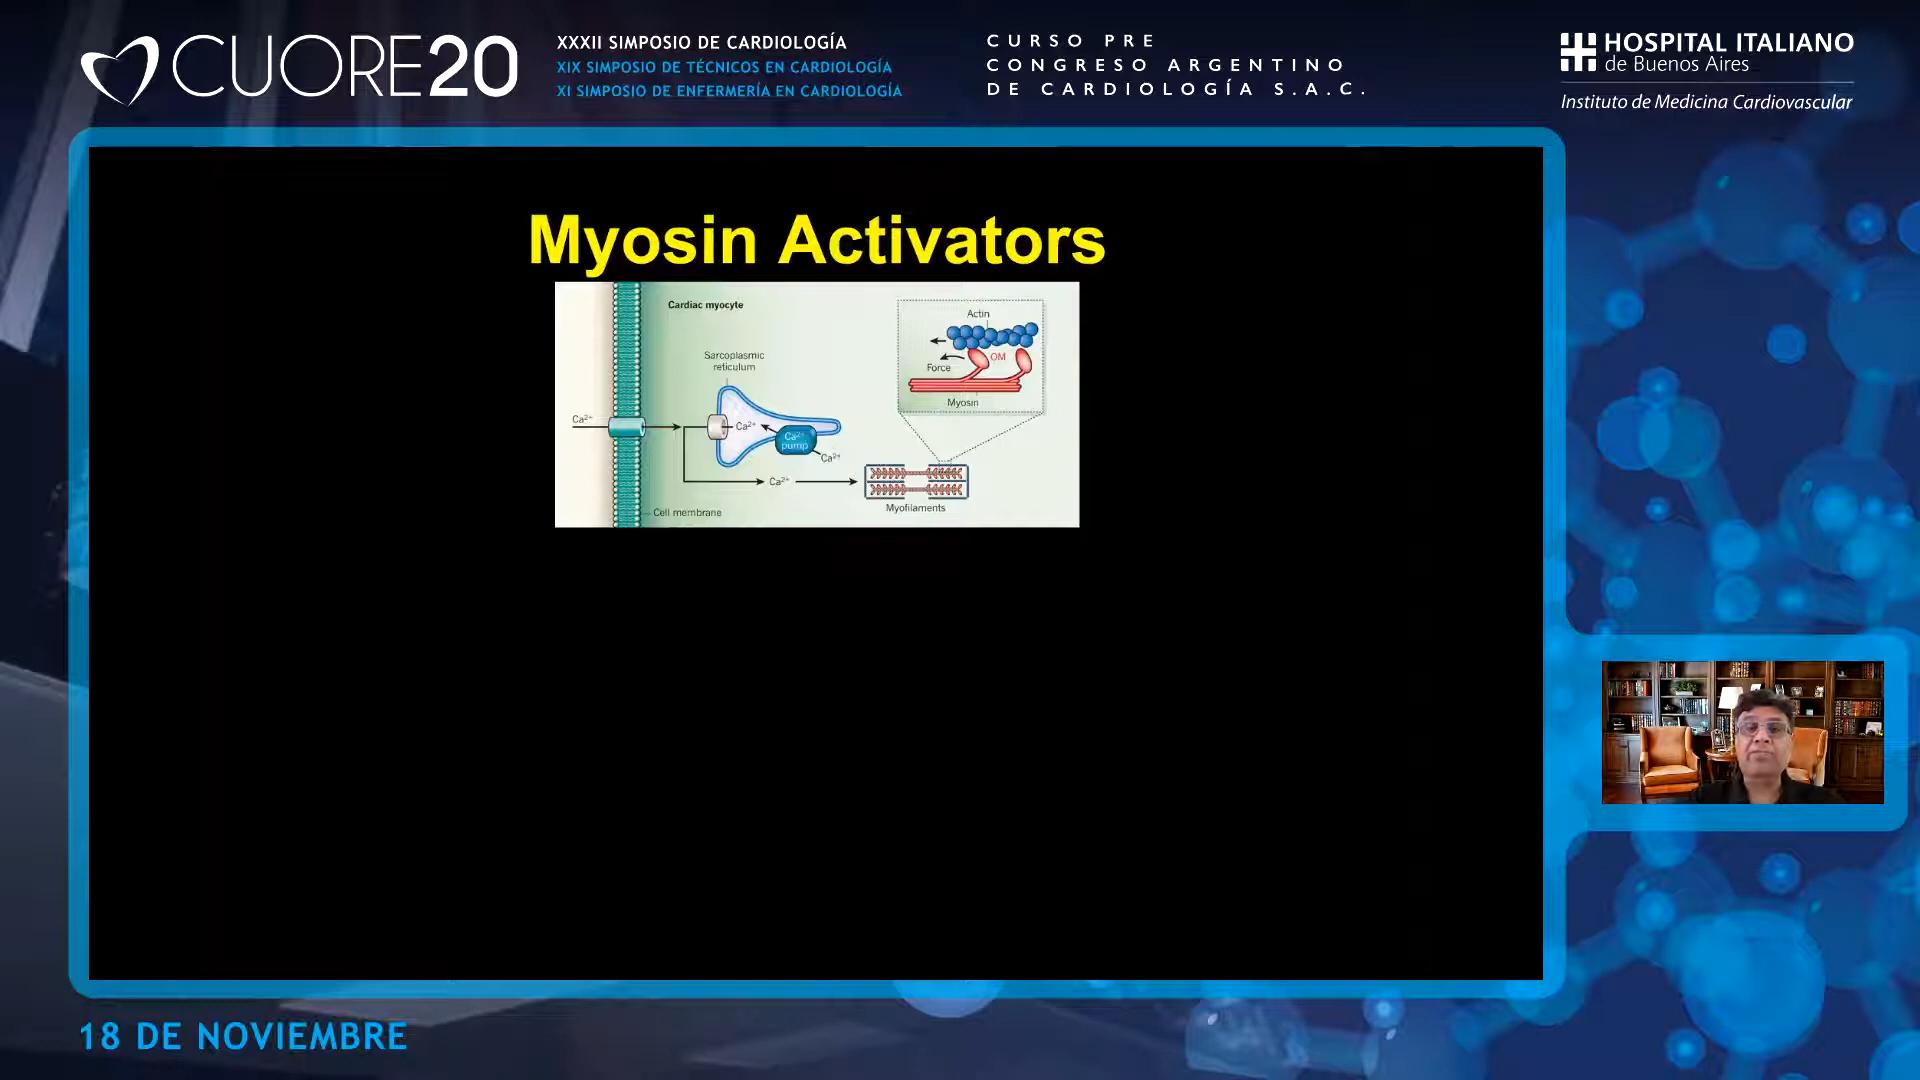 CUORE20
XXXII SIMPOSIO DE CARDIOLOGÍA
XIX SIMPOSIO DE TÉCNICOS EN CARDIOLOGÍA
XI SIMPOSIO DE ENFERMERÍA EN CARDIOLOGÍA
CURSO PRE
CONGRESO ARGENTINO
DE CARDIOLOGÍA S.A.C.
HOSPITAL ITALIANO
de Buenos Aires
Instituto de Medicina Cardiovascular
Myosin Activators
Cardiac myocyte
Actin
OM
Force
Myosin
Sarcoplasmic
reticulum
Ca²⁺
Ca²⁺
Ca²⁺
pump
Ca²⁺
Ca²⁺
Myofilaments
Cell membrane
18 DE NOVIEMBRE